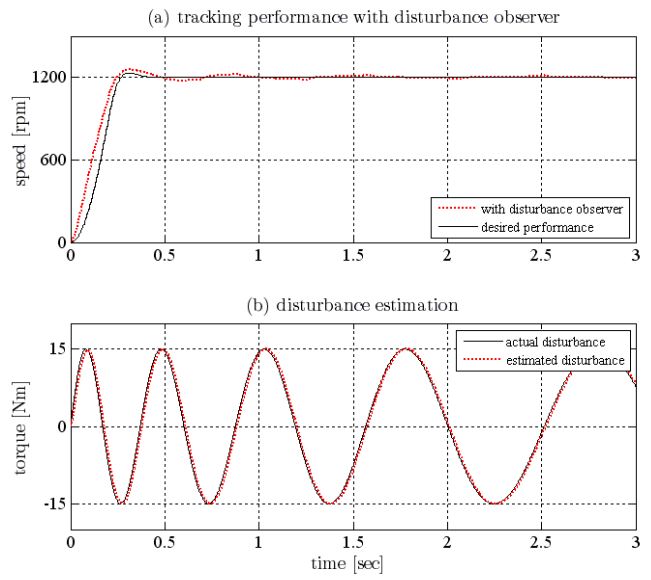 (a) tracking performance with disturbance observer
1200
600
0
speed [rpm]
with disturbance observer
desired performance
0 0.5 1 1.5 2 2.5 3
(b) disturbance estimation
15
0
-15
torque [Nm]
actual disturbance
estimated disturbance
0 0.5 1 1.5 2 2.5 3
time [sec]